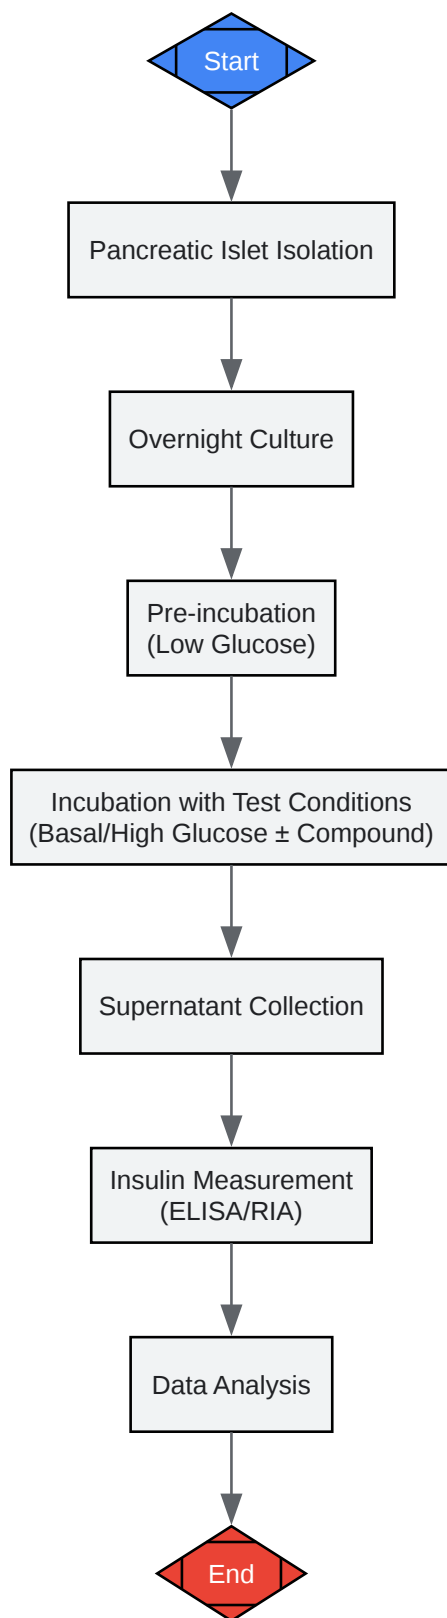 Start
Pancreatic Islet Isolation
Overnight Culture
Pre-incubation
(Low Glucose)
Incubation with Test Conditions
(Basal/High Glucose ± Compound)
Supernatant Collection
Insulin Measurement
(ELISA/RIA)
Data Analysis
End